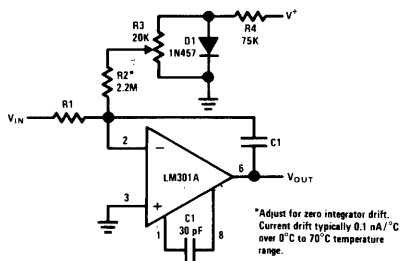 R3
20K
R4
75K
V+
D1
1N457
R2*
2.2M
VIN
R1
C1
2
−
LM301A
6
VOUT
3
+
C1
30 pF
1
8
*Adjust for zero integrator drift.
Current drift typically 0.1 nA/°C
over 0°C to 70°C temperature
range.